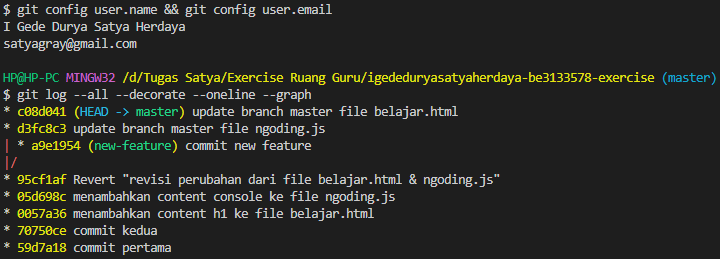 $ git config user.name && git config user.email
I Gede Durya Satya Herdaya
satyagray@gmail.com
HP@HP-PC MINGW32 /d/Tugas Satya/Exercise Ruang Guru/igededuryasatyaherdaya-be3133578-exercise (master)
$ git log --all --decorate --oneline --graph
* c08d041 (HEAD -> master) update branch master file belajar.html
* d3fc8c3 update branch master file ngoding.js
| * a9e1954 (new-feature) commit new feature
|/
* 95cf1af Revert "revisi perubahan dari file belajar.html & ngoding.js"
* 05d698c menambahkan content console ke file ngoding.js
* 0057a36 menambahkan content h1 ke file belajar.html
* 70750ce commit kedua
* 59d7a18 commit pertama